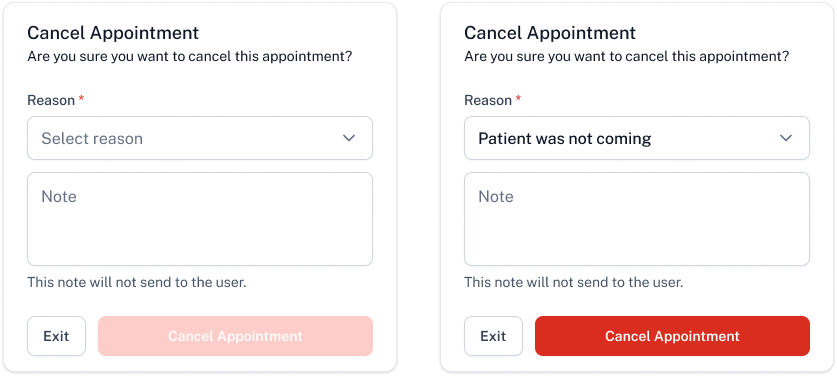 Cancel Appointment
Are you sure you want to cancel this appointment?
Reason *
Select reason
Note
This note will not send to the user.
Exit
Cancel Appointment
Cancel Appointment
Are you sure you want to cancel this appointment?
Reason *
Patient was not coming
Note
This note will not send to the user.
Exit
Cancel Appointment